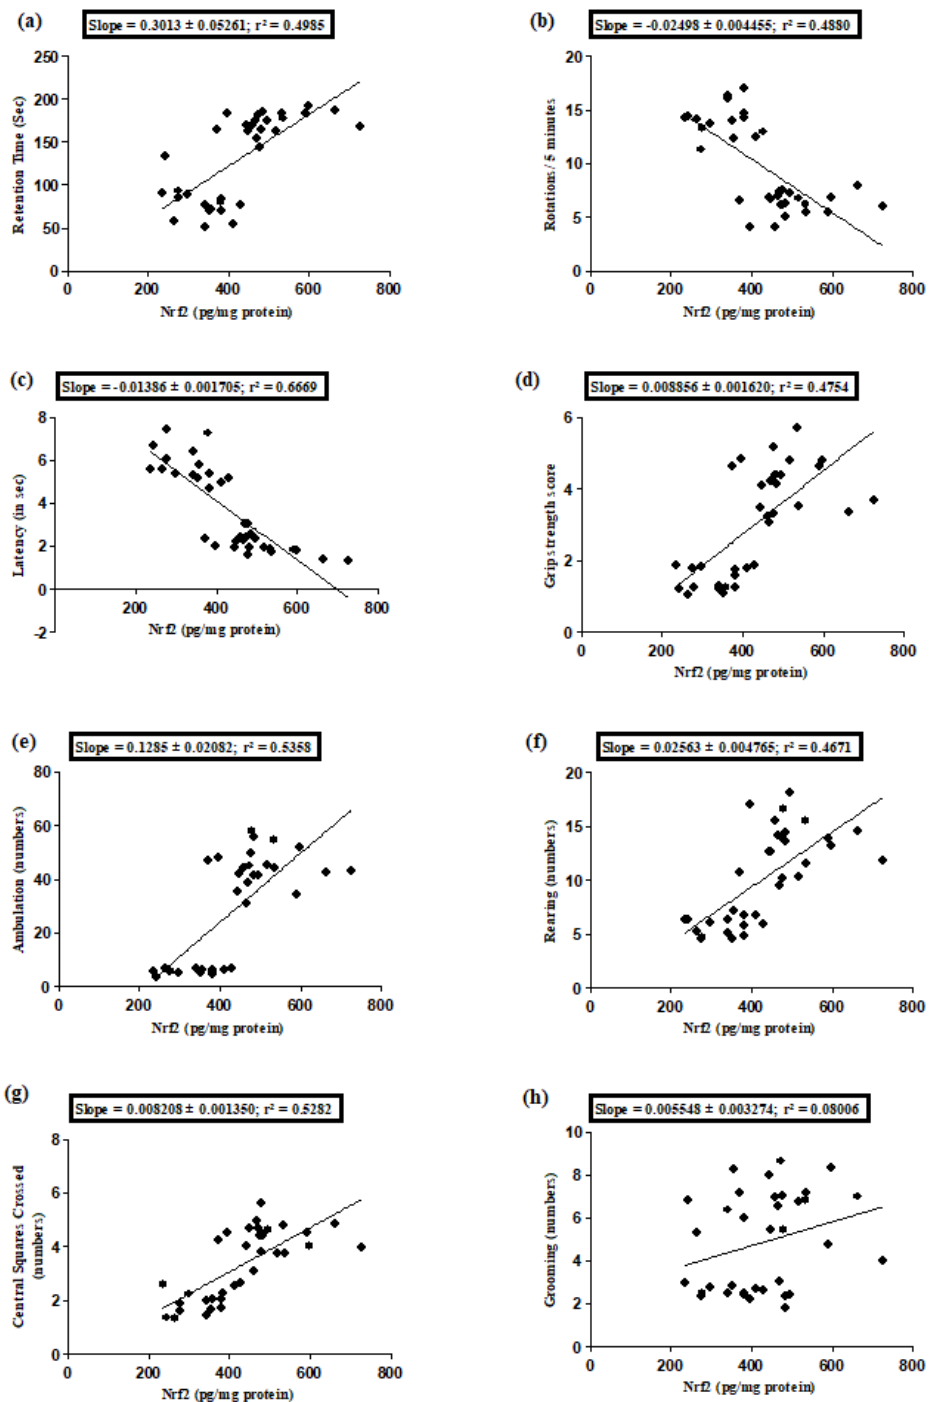 (a)
Slope = 0.3013 ± 0.05261; r² = 0.4985
250
200
150
100
50
0
Retention Time (Sec)
0 200 400 600 800
Nrf2 (pg/mg protein)
(b)
Slope = -0.02498 ± 0.004455; r² = 0.4880
20
15
10
5
0
Rotations/ 5 minutes
0 200 400 600 800
Nrf2 (pg/mg protein)
(c)
Slope = -0.01386 ± 0.001705; r² = 0.6669
8
6
4
2
0
-2
Latency (in sec)
200 400 600 800
Nrf2 (pg/mg protein)
(d)
Slope = 0.008856 ± 0.001620; r² = 0.4754
6
4
2
0
Grip strength score
0 200 400 600 800
Nrf2 (pg/mg protein)
(e)
Slope = 0.1285 ± 0.02082; r² = 0.5358
80
60
40
20
0
Ambulation (numbers)
0 200 400 600 800
Nrf2 (pg/mg protein)
(f)
Slope = 0.02563 ± 0.004765; r² = 0.4671
20
15
10
5
0
Rearing (numbers)
0 200 400 600 800
Nrf2 (pg/mg protein)
(g)
Slope = 0.008208 ± 0.001350; r² = 0.5282
8
6
4
2
0
Central Squares Crossed
(numbers)
0 200 400 600 800
Nrf2 (pg/mg protein)
(h)
Slope = 0.005548 ± 0.003274; r² = 0.08006
10
8
6
4
2
0
Grooming (numbers)
0 200 400 600 800
Nrf2 (pg/mg protein)